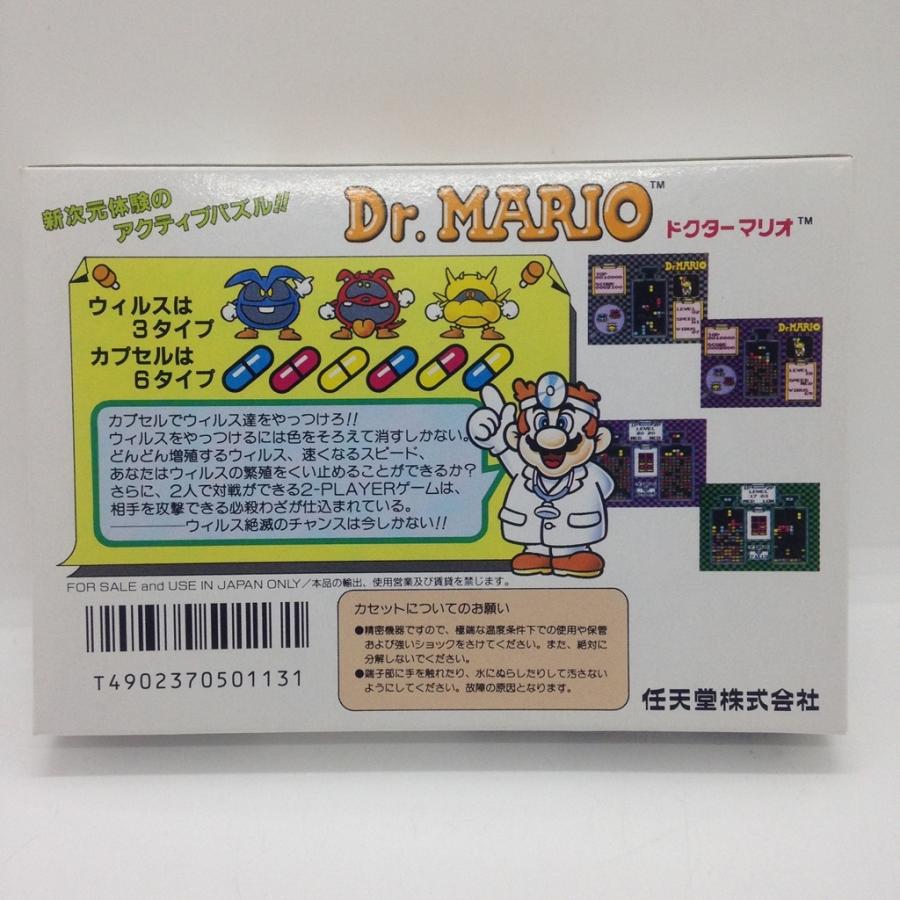 新次元体験の
アクティブパズル!!
Dr. MARIO™
ドクターマリオ™
ウィルスは
3タイプ
カプセルは
6タイプ
カプセルでウィルス達をやっつけろ!!
ウィルスをやっつけるには色をそろえて消すしかない。
どんどん増殖するウィルス、速くなるスピード、
あなたはウィルスの繁殖をくい止めることができるか?
さらに、2人で対戦ができる2-PLAYERゲームは、
相手を攻撃できる必殺わざが仕込まれている。
————ウィルス絶滅のチャンスは今しかない!!
Dr.MARIO
TOP
SCORE
LEVEL
SPEED
VIRUS
Dr.MARIO
TOP
SCORE
LEVEL
SPEED
VIRUS
LEVEL
LEVEL
FOR SALE and USE IN JAPAN ONLY/本品の輸出、使用営業及び賃貸を禁じます。
T4902370501131
カセットについてのお願い
●精密機器ですので、極端な温度条件下での使用や保管
および強いショックをさけてください。また、絶対に
分解しないでください。
●端子部に手を触れたり、水にぬらしたりして汚さない
ようにしてください。故障の原因となります。
任天堂株式会社